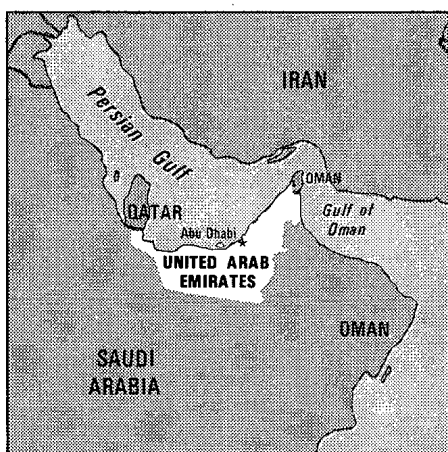 IRAN
Persian Gulf
OMAN
QATAR
Gulf of
Oman
Abu Dhabi
UNITED ARAB
EMIRATES
OMAN
SAUDI
ARABIA